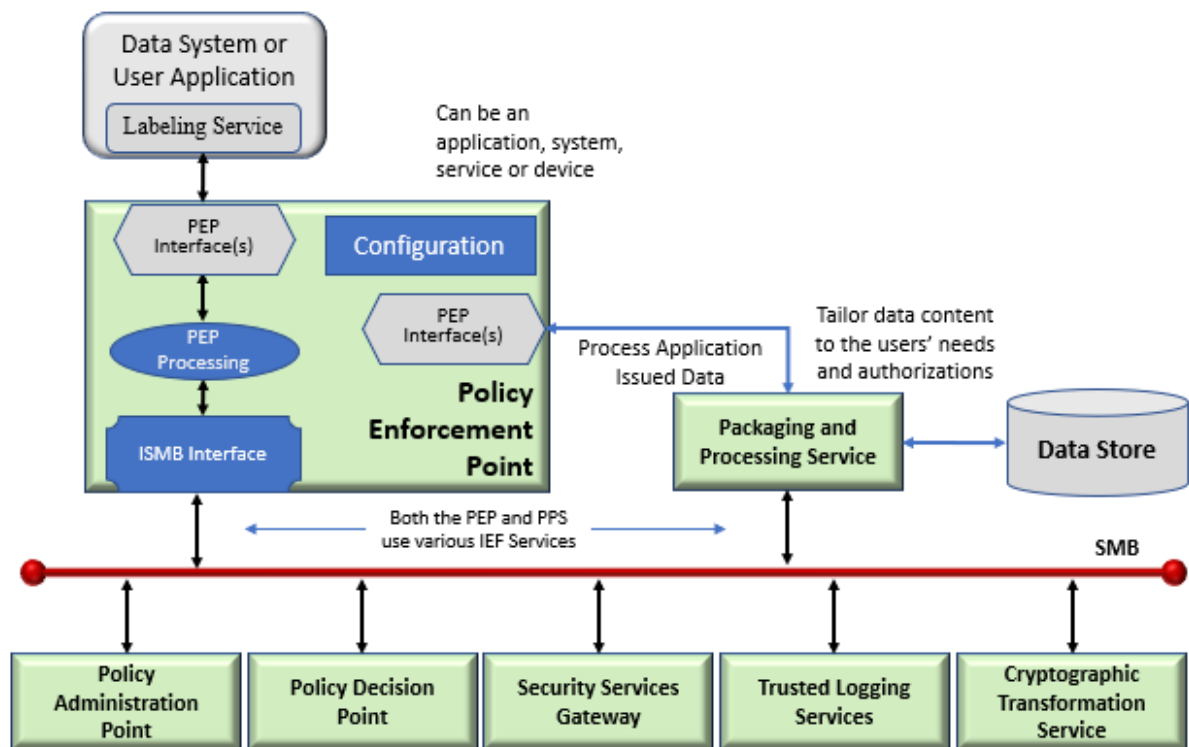 Data System or
User Application
Labeling Service
Can be an
application, system,
service or device
PEP
Interface(s)
Configuration
PEP
Interface(s)
PEP
Processing
Policy
Enforcement
Point
ISMB Interface
Process Application
Issued Data
Tailor data content
to the users’ needs
and authorizations
Packaging and
Processing Service
Data Store
Both the PEP and PPS
use various IEF Services
SMB
Policy
Administration
Point
Policy Decision
Point
Security Services
Gateway
Trusted Logging
Services
Cryptographic
Transformation
Service